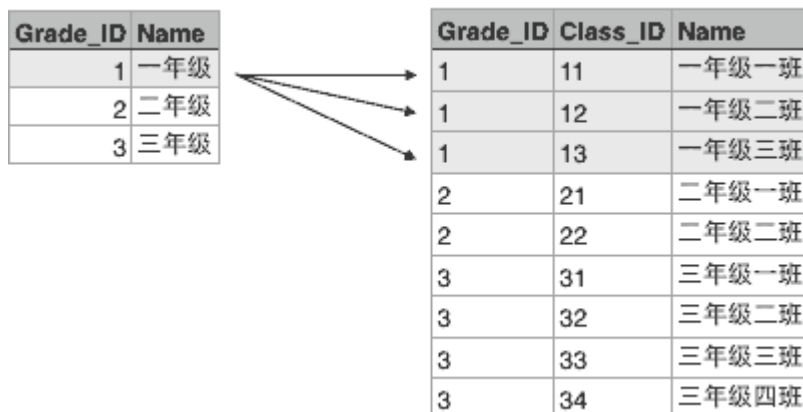 Grade_ID Name
1 一年级
2 二年级
3 三年级
Grade_ID Class_ID Name
1 11 一年级一班
1 12 一年级二班
1 13 一年级三班
2 21 二年级一班
2 22 二年级二班
3 31 三年级一班
3 32 三年级二班
3 33 三年级三班
3 34 三年级四班